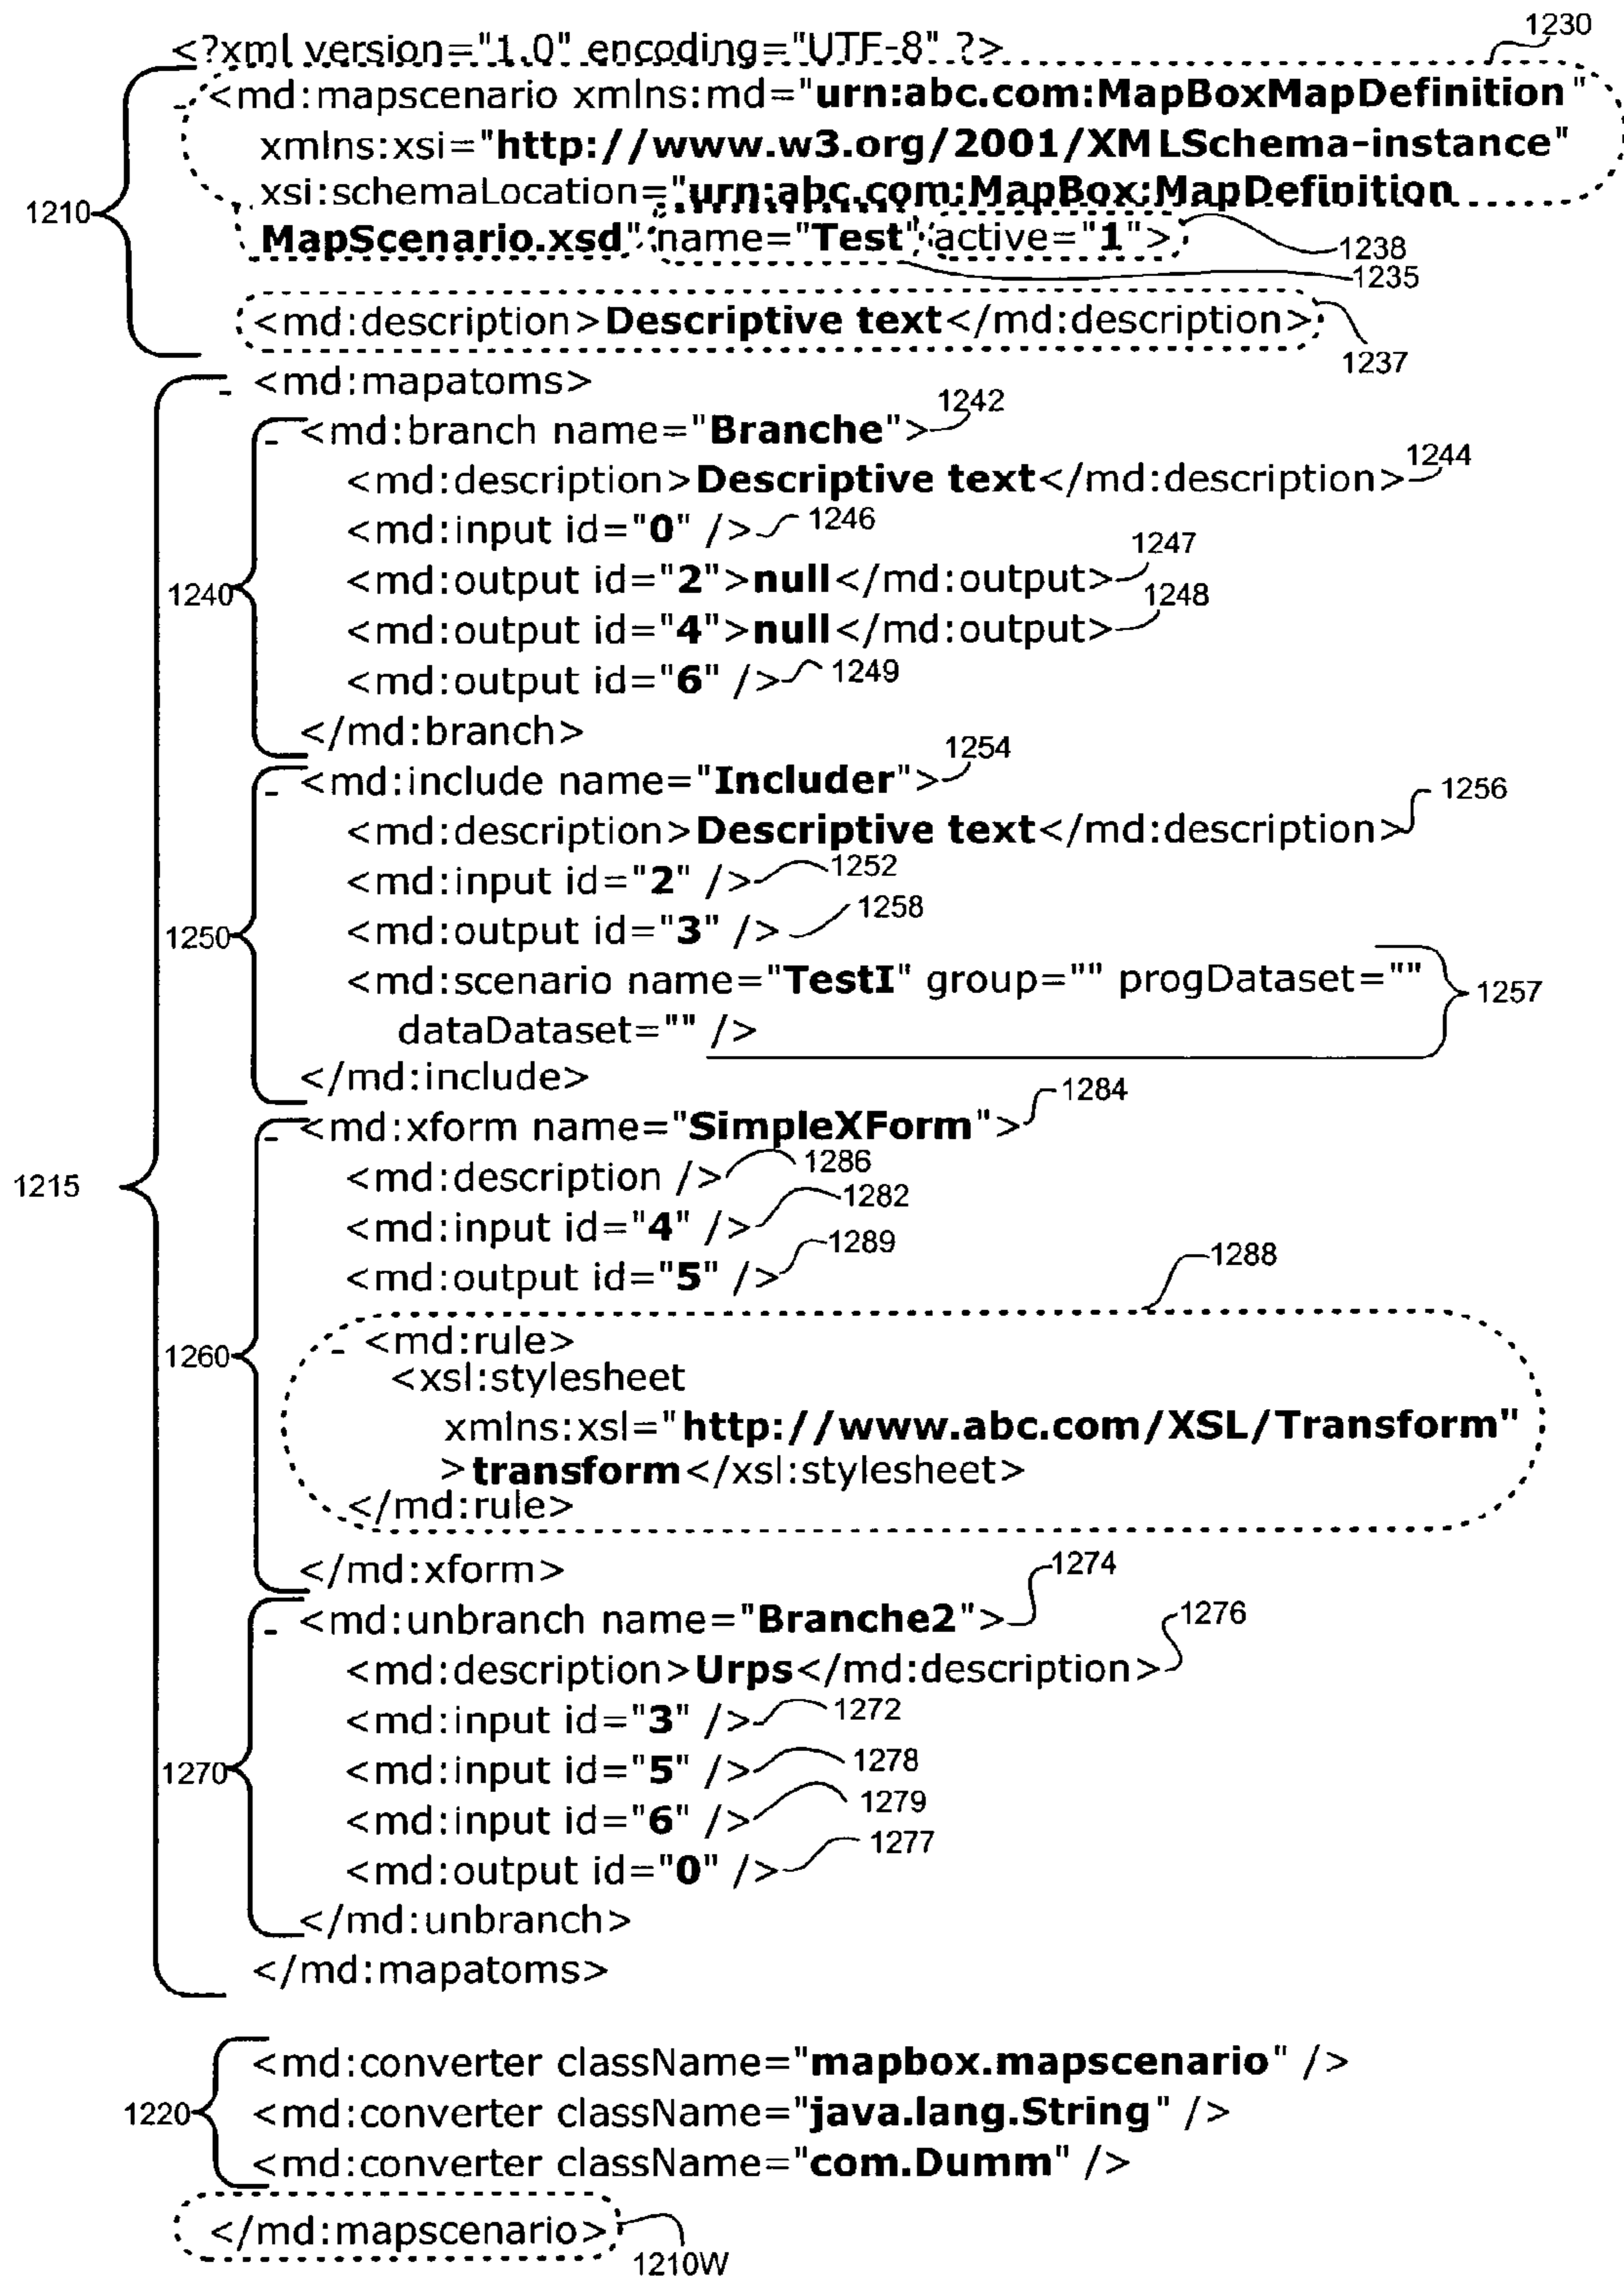 1230
<?xml version="1.0" encoding="UTF-8" ?>
- <md:mapscenario xmlns:md="urn:abc.com:MapBoxMapDefinition"
xmlns:xsi="http://www.w3.org/2001/XMLSchema-instance"
1210 xsi:schemaLocation="urn:abc.com:MapBox:MapDefinition
MapScenario.xsd" name="Test" active="1"> 1238
1235
<md:description>Descriptive text</md:description>
1237
- <md:mapatoms>
- <md:branch name="Branche"> 1242
<md:description>Descriptive text</md:description> 1244
<md:input id="0" /> 1246
1240 <md:output id="2">null</md:output> 1247
<md:output id="4">null</md:output> 1248
<md:output id="6" /> 1249
</md:branch>
- <md:include name="Includer"> 1254
<md:description>Descriptive text</md:description> 1256
<md:input id="2" /> 1252
1250 <md:output id="3" /> 1258
<md:scenario name="TestI" group="" progDataset="" 1257
dataDataset="" />
</md:include>
- <md:xform name="SimpleXForm"> 1284
1215 <md:description /> 1286
<md:input id="4" /> 1282
<md:output id="5" /> 1289
1288
1260 - <md:rule>
<xsl:stylesheet
xmlns:xsl="http://www.abc.com/XSL/Transform"
>transform</xsl:stylesheet>
</md:rule>
</md:xform>
- <md:unbranch name="Branche2"> 1274
<md:description>Urps</md:description> 1276
<md:input id="3" /> 1272
1270 <md:input id="5" /> 1278
<md:input id="6" /> 1279
<md:output id="0" /> 1277
</md:unbranch>
</md:mapatoms>
<md:converter className="mapbox.mapscenario" />
1220 <md:converter className="java.lang.String" />
<md:converter className="com.Dumm" />
</md:mapscenario>
1210W